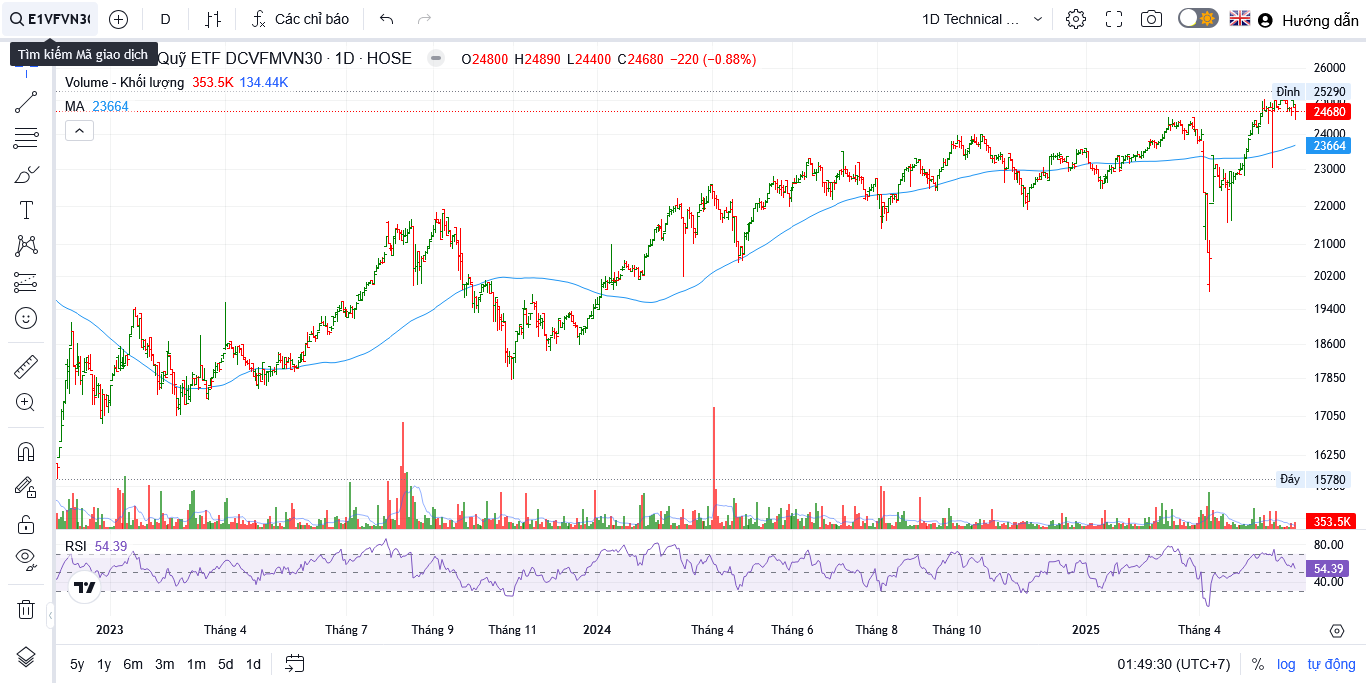 E1VFVN30
D
Các chỉ báo
1D Technical ...
Hướng dẫn
Tìm kiếm Mã giao dịch
Quỹ ETF DCVFMVN30 · 1D · HOSE
O24800 H24890 L24400 C24680 −220 (−0.88%)
Volume - Khối lượng 353.5K 134.44K
MA 23664
26000
Đỉnh 25290
24680
24000
23664
23000
22000
21000
20200
19400
18600
17850
17050
16250
Đáy 15780
353.5K
RSI 54.39
80.00
54.39
40.00
2023 Tháng 4 Tháng 7 Tháng 9 Tháng 11 2024 Tháng 4 Tháng 6 Tháng 8 Tháng 10 2025 Tháng 4
5y 1y 6m 3m 1m 5d 1d
01:49:30 (UTC+7) % log tự động